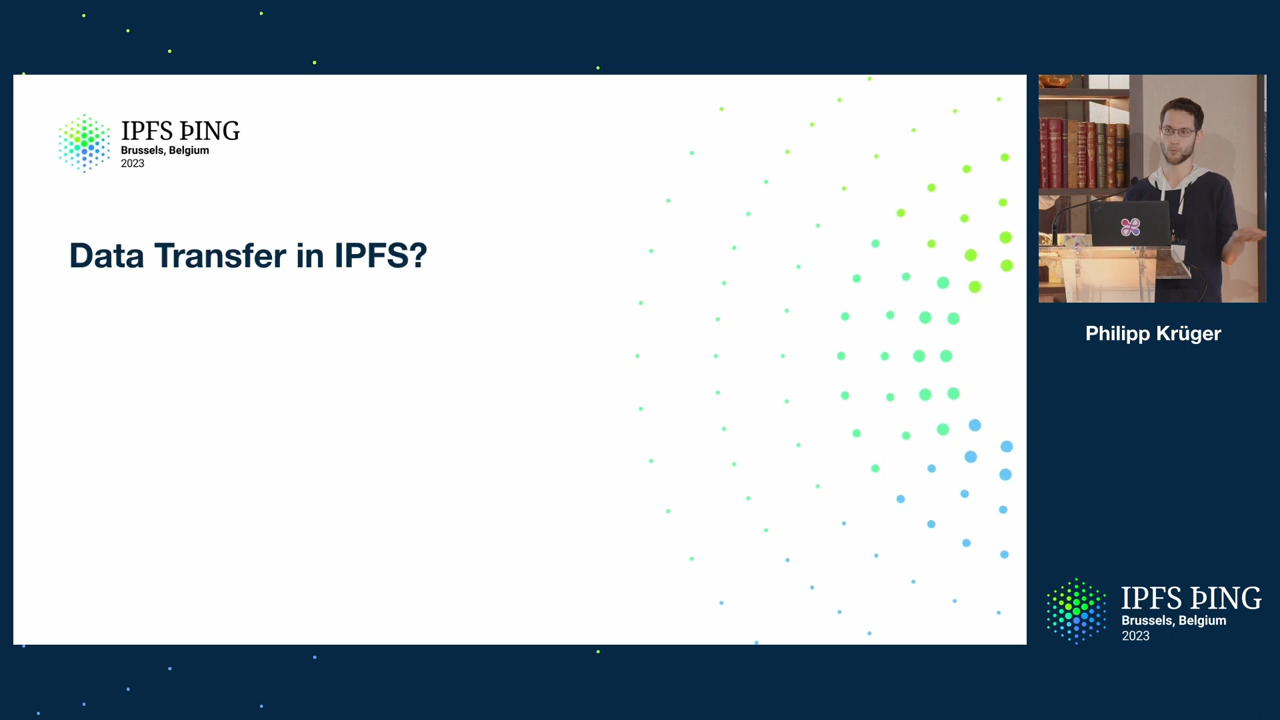 IPFS ÞING
Brussels, Belgium
2023
Data Transfer in IPFS?
Philipp Krüger
IPFS ÞING
Brussels, Belgium
2023